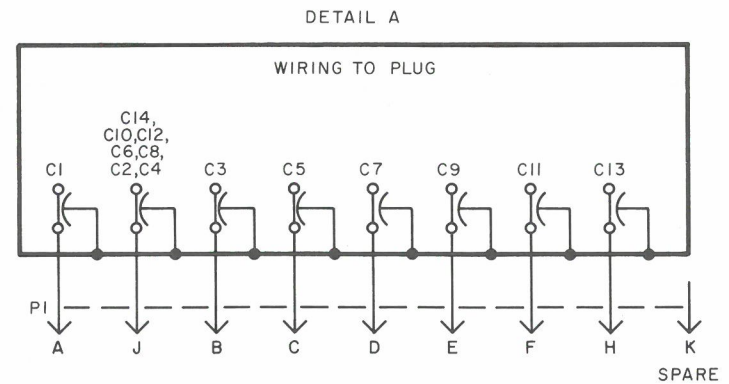 DETAIL A
WIRING TO PLUG
C14,
C10,C12,
C6,C8,
C1 C2,C4 C3 C5 C7 C9 C11 C13
P1
A J B C D E F H K
SPARE